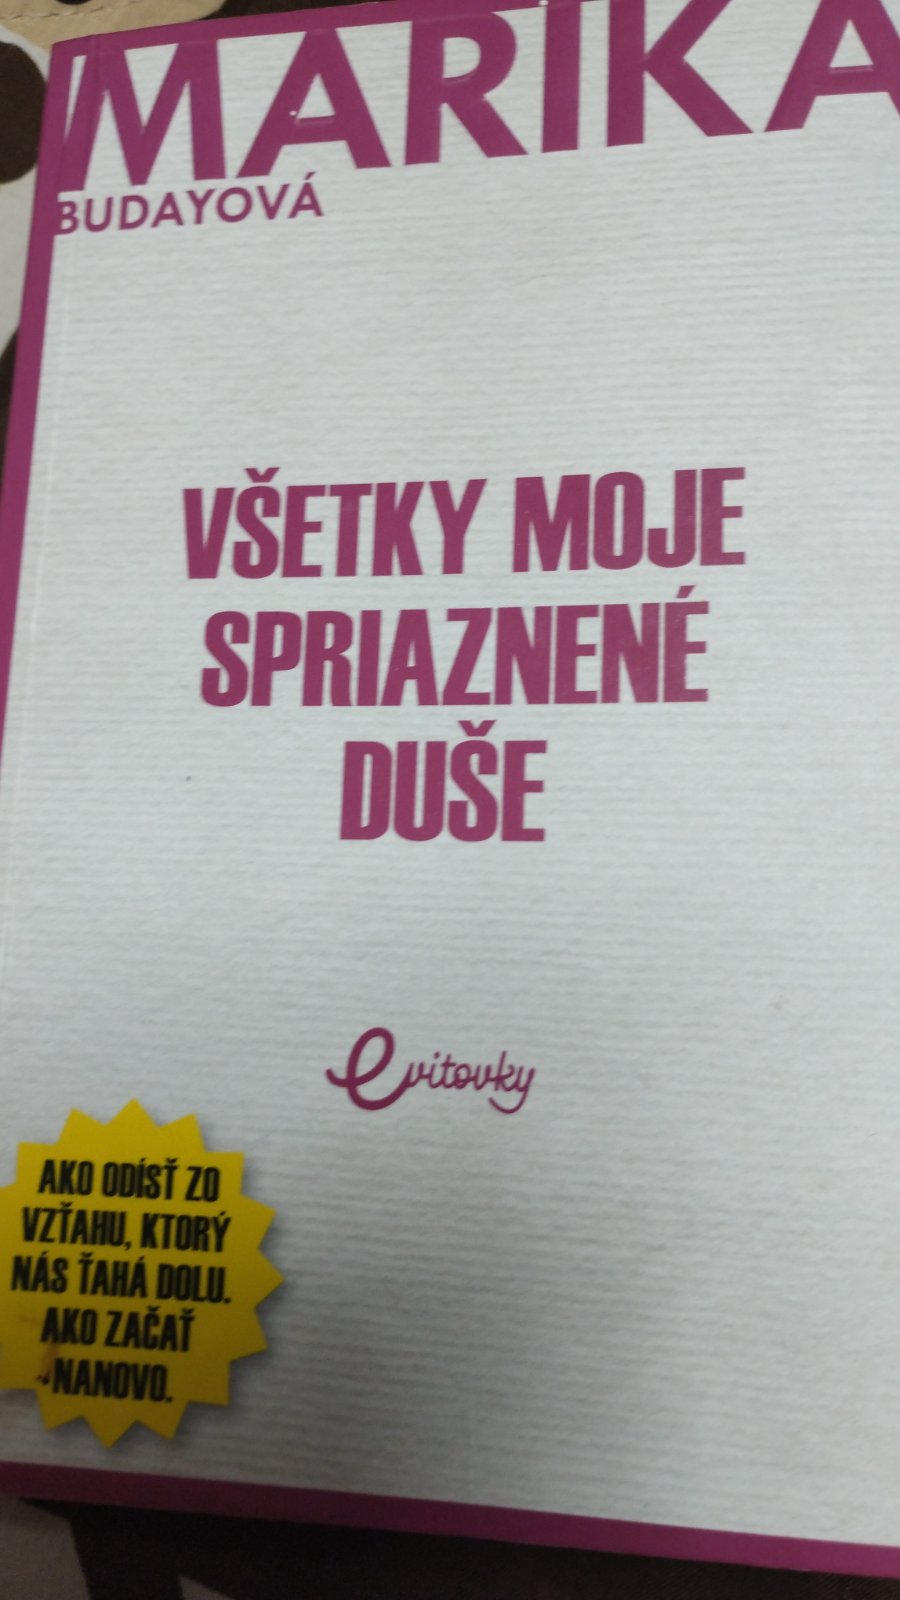 MARIKA
BUDAYOVÁ
VŠETKY MOJE
SPRIAZNENÉ
DUŠE
evitovky
AKO ODÍSŤ ZO
VZŤAHU, KTORÝ
NÁS ŤAHÁ DOLU.
AKO ZAČAŤ
NANOVO.